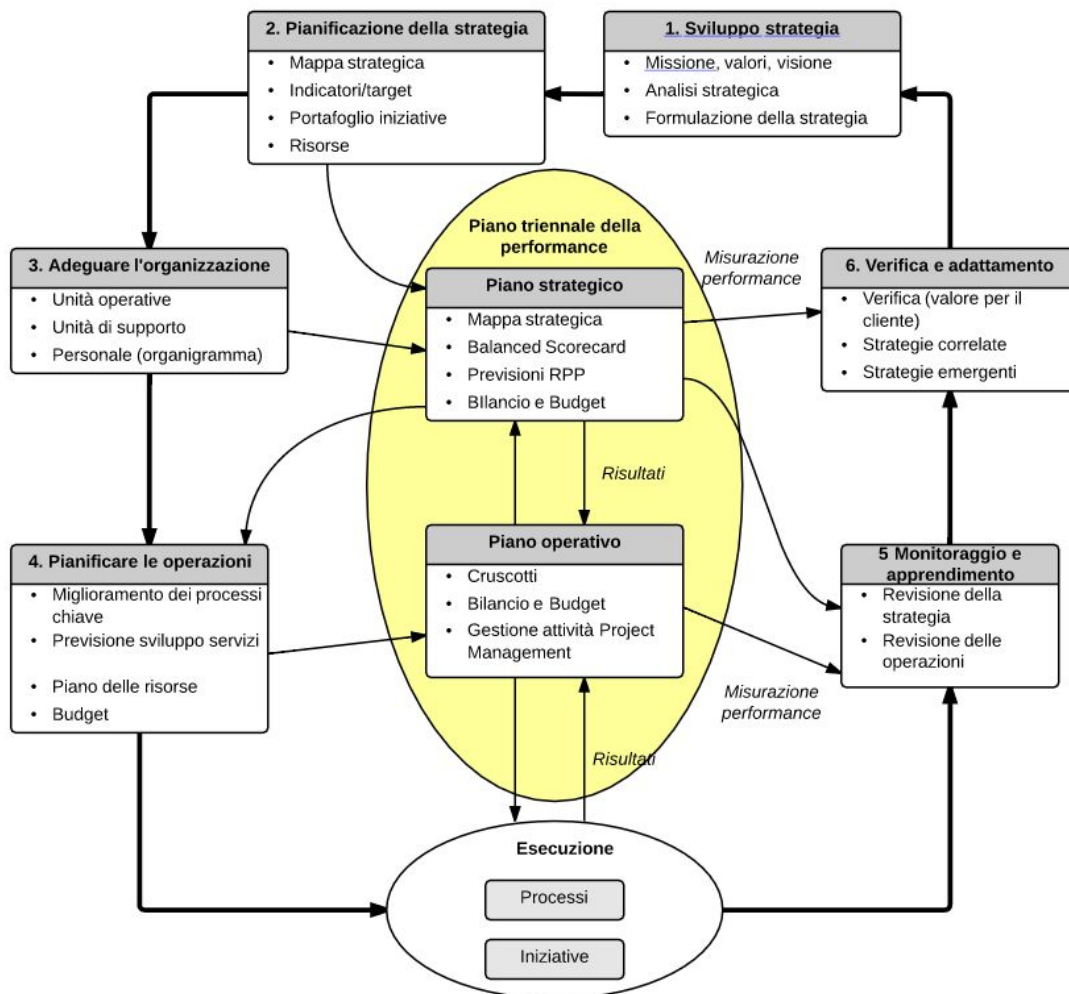 2. Pianificazione della strategia
• Mappa strategica
• Indicatori/target
• Portafoglio iniziative
• Risorse
1. Sviluppo strategia
• Missione, valori, visione
• Analisi strategica
• Formulazione della strategia
Piano triennale della
performance
3. Adeguare l'organizzazione
• Unità operative
• Unità di supporto
• Personale (organigramma)
Piano strategico
• Mappa strategica
• Balanced Scorecard
• Previsioni RPP
• BIlancio e Budget
Misurazione
performance
6. Verifica e adattamento
• Verifica (valore per il
cliente)
• Strategie correlate
• Strategie emergenti
Risultati
4. Pianificare le operazioni
• Miglioramento dei processi
chiave
• Previsione sviluppo servizi
• Piano delle risorse
• Budget
Piano operativo
• Cruscotti
• Bilancio e Budget
• Gestione attività Project
Management
5 Monitoraggio e
apprendimento
• Revisione della
strategia
• Revisione delle
operazioni
Misurazione
performance
Risultati
Esecuzione
Processi
Iniziative